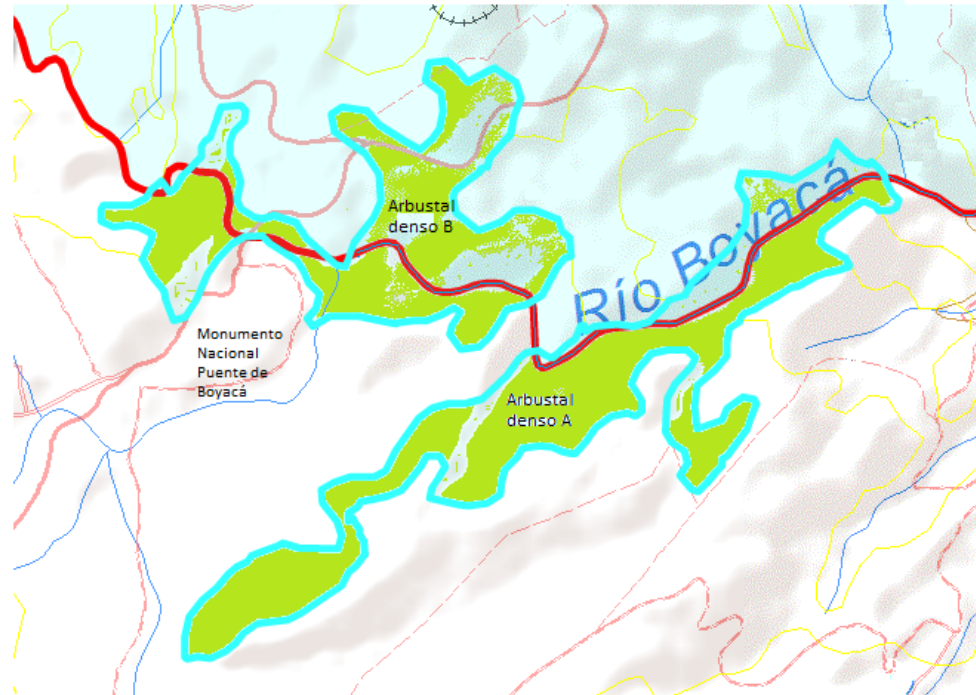 Arbustal
denso B
Río Boyacá
Monumento
Nacional
Puente de
Boyacá
Arbustal
denso A